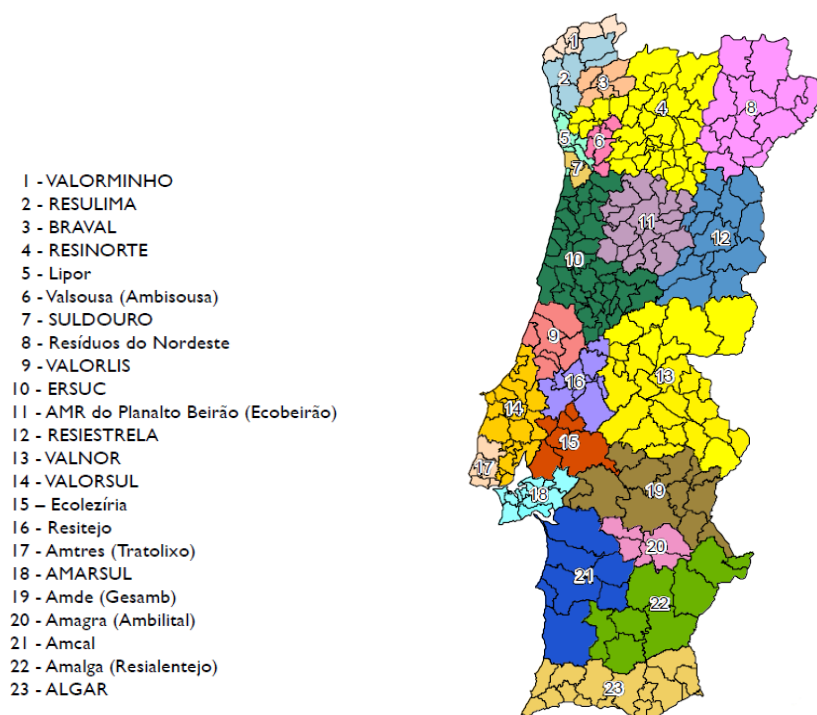 1 - VALORMINHO
2 - RESULIMA
3 - BRAVAL
4 - RESINORTE
5 - Lipor
6 - Valsousa (Ambisousa)
7 - SULDOURO
8 - Resíduos do Nordeste
9 - VALORLIS
10 - ERSUC
11 - AMR do Planalto Beirão (Ecobeirão)
12 - RESIESTRELA
13 - VALNOR
14 - VALORSUL
15 – Ecolezíria
16 - Resitejo
17 - Amtres (Tratolixo)
18 - AMARSUL
19 - Amde (Gesamb)
20 - Amagra (Ambilital)
21 - Amcal
22 - Amalga (Resialentejo)
23 - ALGAR
1
2
3
4
8
5
6
7
11
12
10
9
13
16
14
15
17
18
19
20
21
22
23